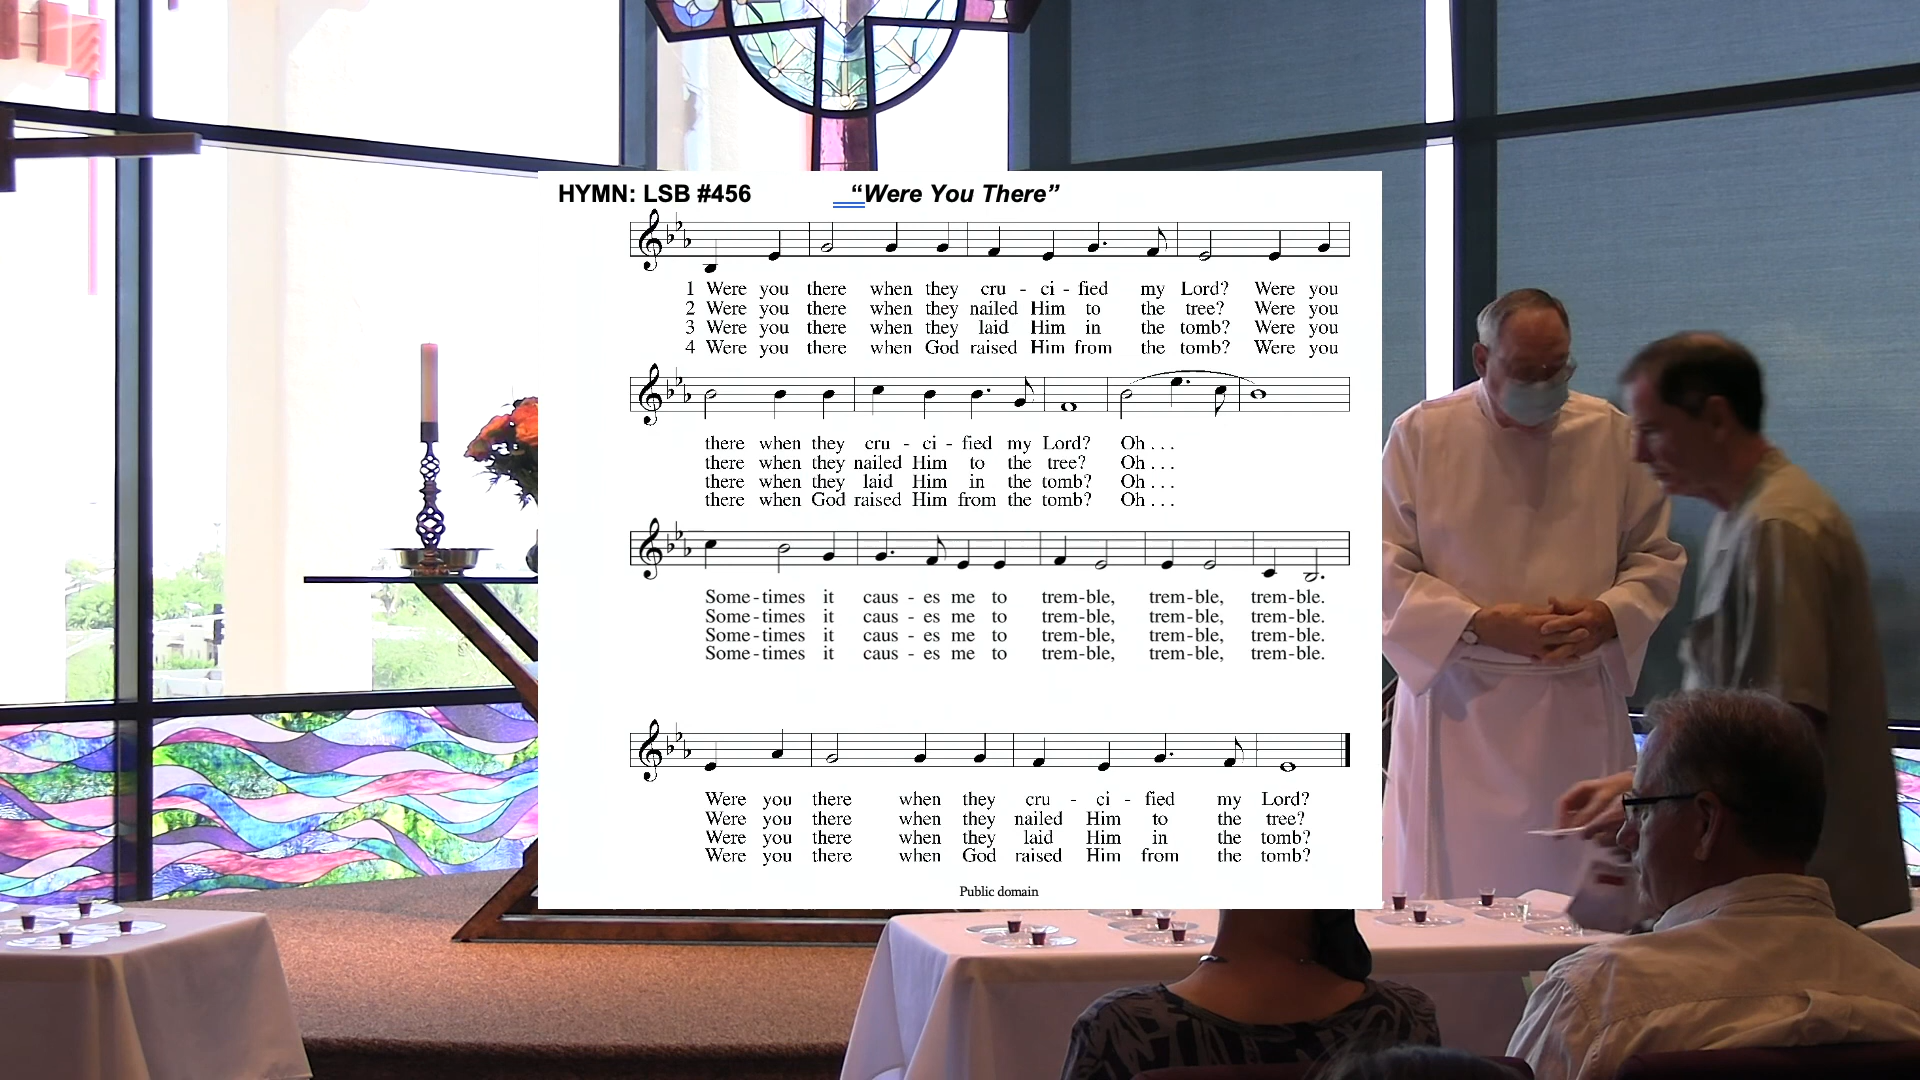 HYMN: LSB #456 “Were You There”
1 Were you there when they cru - ci - fied my Lord? Were you
2 Were you there when they nailed Him to the tree? Were you
3 Were you there when they laid Him in the tomb? Were you
4 Were you there when God raised Him from the tomb? Were you
there when they cru - ci - fied my Lord? Oh . . .
there when they nailed Him to the tree? Oh . . .
there when they laid Him in the tomb? Oh . . .
there when God raised Him from the tomb? Oh . . .
Some - times it caus - es me to trem - ble, trem - ble, trem - ble.
Some - times it caus - es me to trem - ble, trem - ble, trem - ble.
Some - times it caus - es me to trem - ble, trem - ble, trem - ble.
Some - times it caus - es me to trem - ble, trem - ble, trem - ble.
Were you there when they cru - ci - fied my Lord?
Were you there when they nailed Him to the tree?
Were you there when they laid Him in the tomb?
Were you there when God raised Him from the tomb?
Public domain